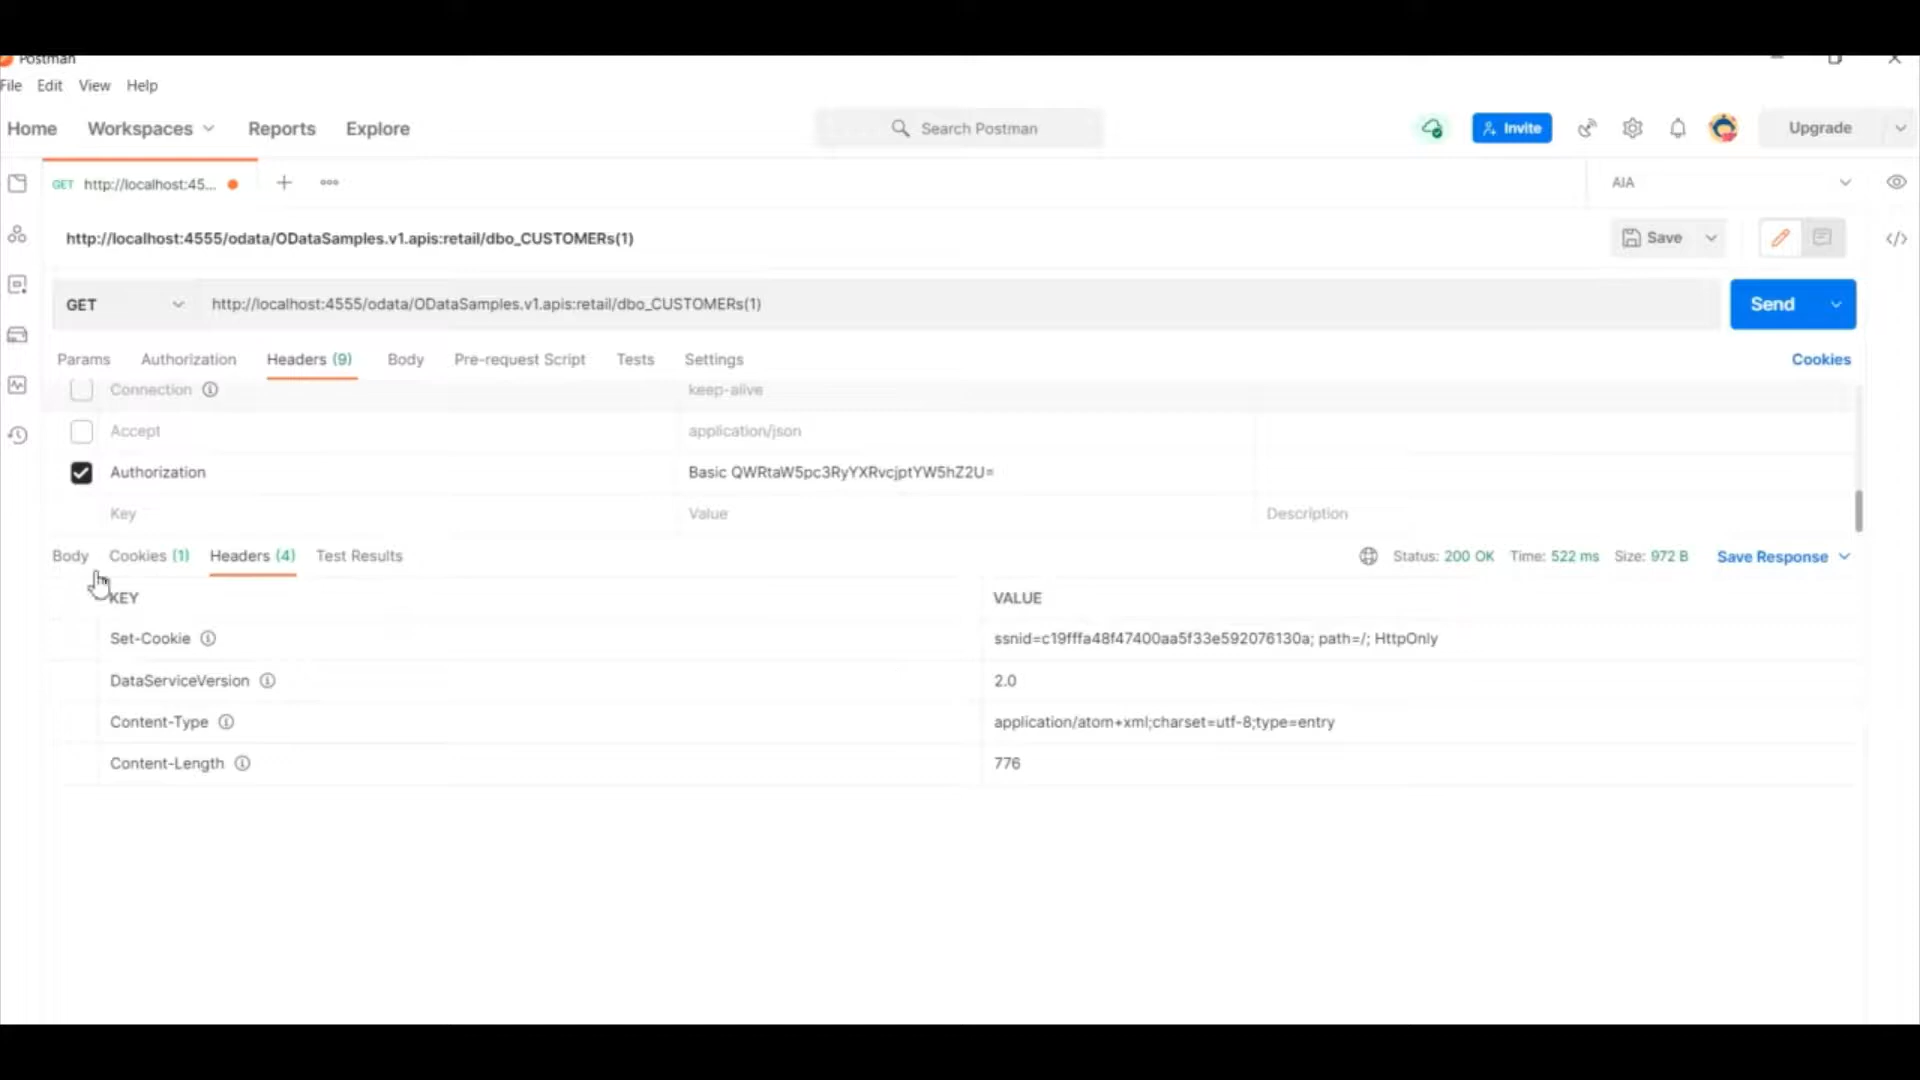 Postman
File Edit View Help
Home Workspaces Reports Explore Search Postman Invite Upgrade
GET http://localhost:45... AIA
http://localhost:4555/odata/ODataSamples.v1.apis:retail/dbo_CUSTOMERs(1) Save
GET http://localhost:4555/odata/ODataSamples.v1.apis:retail/dbo_CUSTOMERs(1) Send
Params Authorization Headers (9) Body Pre-request Script Tests Settings Cookies
Connection keep-alive
Accept application/json
Authorization Basic QWRtaW5pc3RyYXRvcjptYW5hZ2U=
Key Value Description
Body Cookies (1) Headers (4) Test Results Status: 200 OK Time: 522 ms Size: 972 B Save Response
KEY VALUE
Set-Cookie ssnid=c19fffa48f47400aa5f33e592076130a; path=/; HttpOnly
DataServiceVersion 2.0
Content-Type application/atom+xml;charset=utf-8;type=entry
Content-Length 776